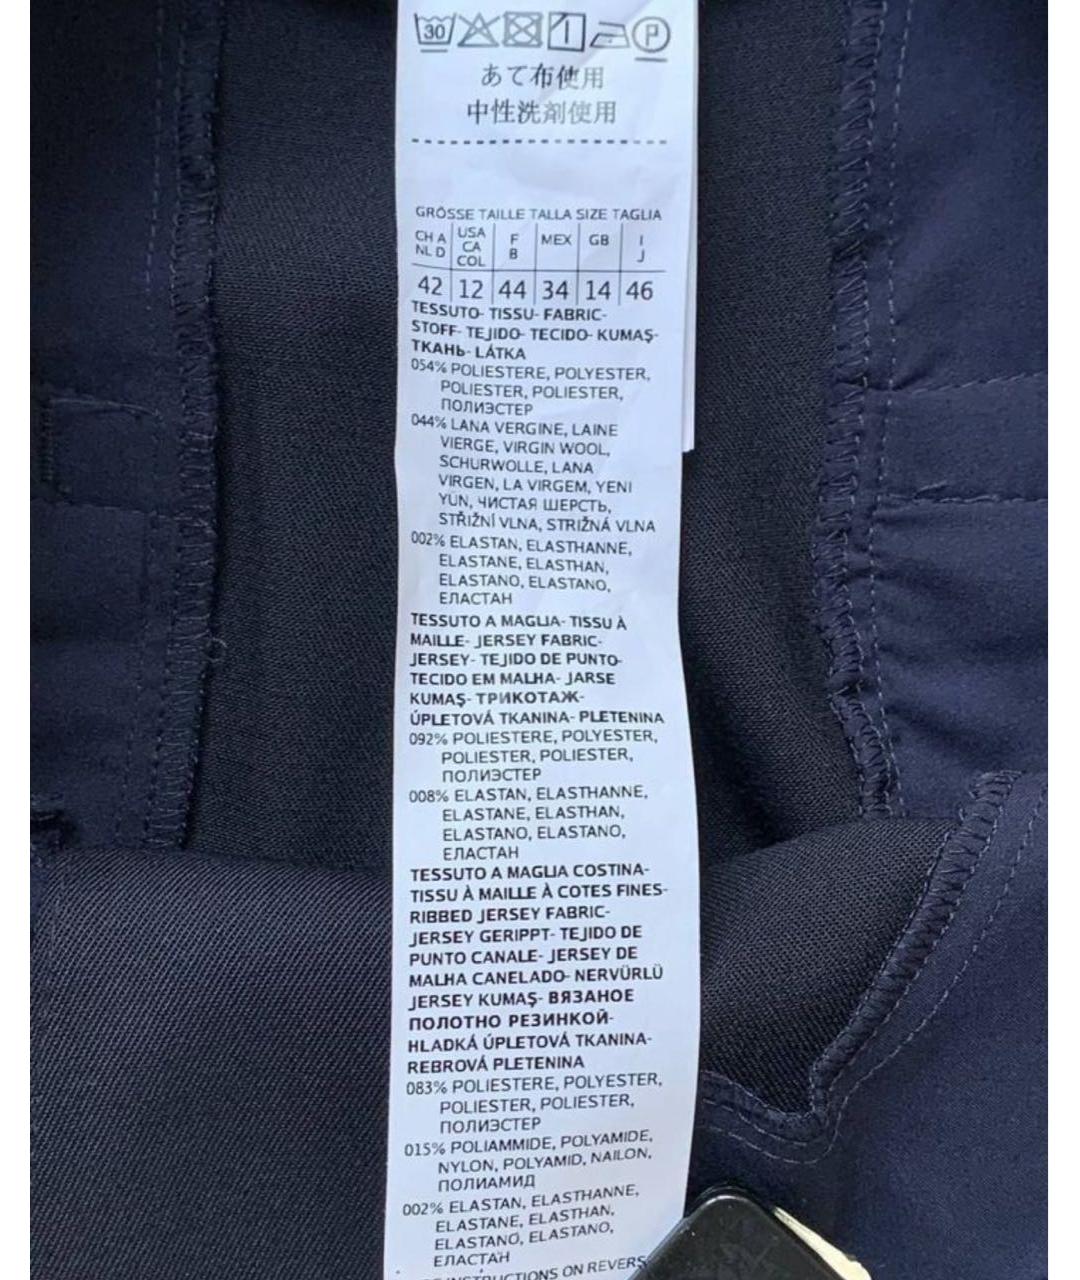 30 P
あて布使用
中性洗剤使用
GRÖSSE TAILLE TALLA SIZE TAGLIA
CH A NL D USA CA COL F B MEX GB I J
42 12 44 34 14 46
TESSUTO- TISSU- FABRIC-
STOFF- TEJIDO- TECIDO- KUMAŞ-
ТКАНЬ- LÁTKA
054% POLIESTERE, POLYESTER,
POLIESTER, POLIESTER,
ПОЛИЭСТЕР
044% LANA VERGINE, LAINE
VIERGE, VIRGIN WOOL,
SCHURWOLLE, LANA
VIRGEN, LA VIRGEM, YENI
YÜN, ЧИСТАЯ ШЕРСТЬ,
STŘIŽNÍ VLNA, STRIŽNÁ VLNA
002% ELASTAN, ELASTHANNE,
ELASTANE, ELASTHAN,
ELASTANO, ELASTANO,
ЕЛАСТАН
TESSUTO A MAGLIA- TISSU À
MAILLE- JERSEY FABRIC-
JERSEY- TEJIDO DE PUNTO-
TECIDO EM MALHA- JARSE
KUMAŞ- ТРИКОТАЖ-
ÚPLETOVÁ TKANINA- PLETENINA
092% POLIESTERE, POLYESTER,
POLIESTER, POLIESTER,
ПОЛИЭСТЕР
008% ELASTAN, ELASTHANNE,
ELASTANE, ELASTHAN,
ELASTANO, ELASTANO,
ЕЛАСТАН
TESSUTO A MAGLIA COSTINA-
TISSU À MAILLE À COTES FINES-
RIBBED JERSEY FABRIC-
JERSEY GERIPPT- TEJIDO DE
PUNTO CANALE- JERSEY DE
MALHA CANELADO- NERVÜRLÜ
JERSEY KUMAŞ- ВЯЗАНОЕ
ПОЛОТНО РЕЗИНКОЙ-
HLADKÁ ÚPLETOVÁ TKANINA-
REBROVÁ PLETENINA
083% POLIESTERE, POLYESTER,
POLIESTER, POLIESTER,
ПОЛИЭСТЕР
015% POLIAMMIDE, POLYAMIDE,
NYLON, POLYAMID, NAILON,
ПОЛИАМИД
002% ELASTAN, ELASTHANNE,
ELASTANE, ELASTHAN,
ELASTANO, ELASTANO,
ЕЛАСТАН
INSTRUCTIONS ON REVERS